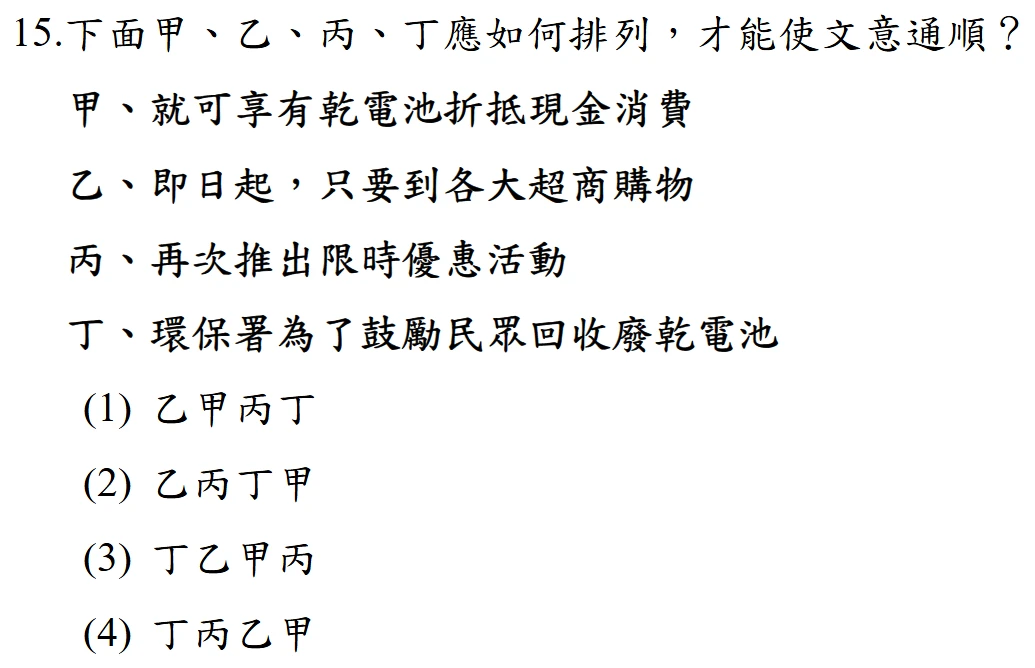 15.下面甲、乙、丙、丁應如何排列，才能使文意通順？
甲、就可享有乾電池折抵現金消費
乙、即日起，只要到各大超商購物
丙、再次推出限時優惠活動
丁、環保署為了鼓勵民眾回收廢乾電池
(1) 乙甲丙丁
(2) 乙丙丁甲
(3) 丁乙甲丙
(4) 丁丙乙甲